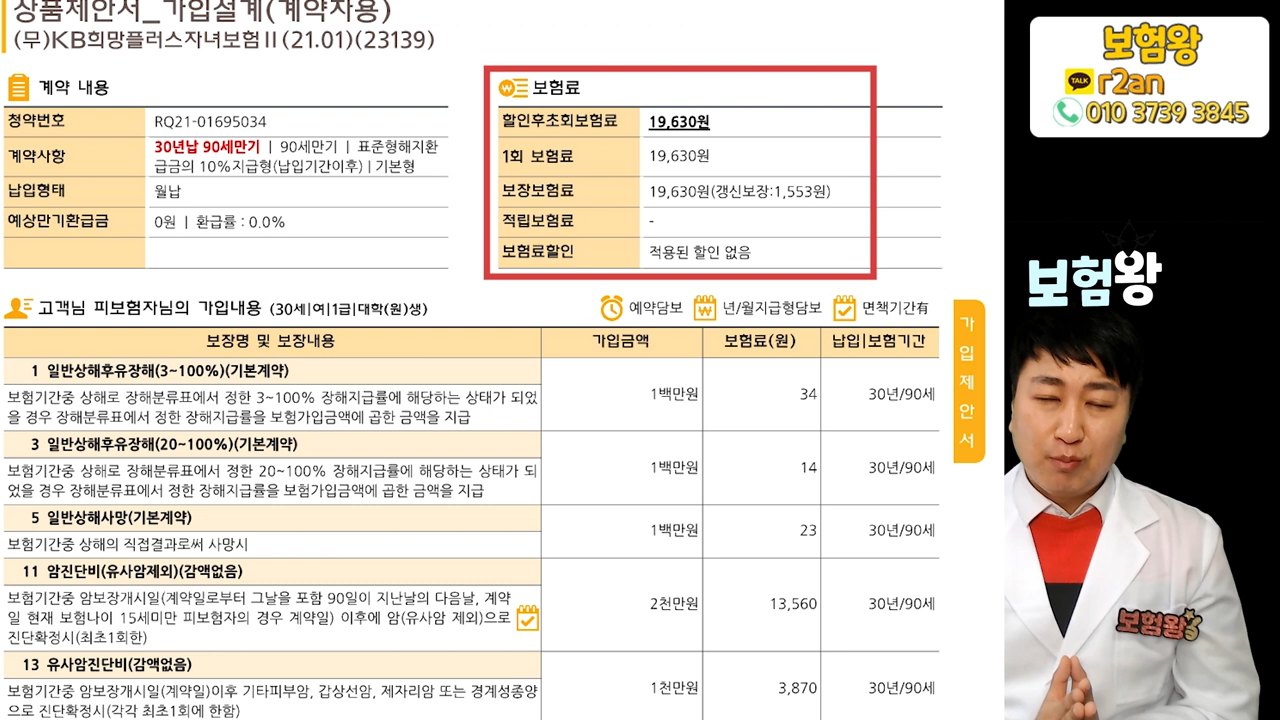 상품제안서_가입설계(계약자용)
(무)KB희망플러스자녀보험Ⅱ(21.01)(23139)
계약 내용
청약번호 RQ21-01695034
계약사항 30년납 90세만기 | 90세만기 | 표준형해지환
급금의 10%지급형(납입기간이후) | 기본형
납입형태 월납
예상만기환급금 0원 | 환급률 : 0.0%
보험료
할인후초회보험료 19,630원
1회 보험료 19,630원
보장보험료 19,630원(갱신보장:1,553원)
적립보험료 -
보험료할인 적용된 할인 없음
고객님 피보험자님의 가입내용 (30세|여|1급|대학(원)생)
예약담보 년/월지급형담보 면책기간有
보장명 및 보장내용 가입금액 보험료(원) 납입|보험기간
1 일반상해후유장해(3~100%)(기본계약)
보험기간중 상해로 장해분류표에서 정한 3~100% 장해지급률에 해당하는 상태가 되었
을 경우 장해분류표에서 정한 장해지급률을 보험가입금액에 곱한 금액을 지급
1백만원 34 30년/90세
3 일반상해후유장해(20~100%)(기본계약)
보험기간중 상해로 장해분류표에서 정한 20~100% 장해지급률에 해당하는 상태가 되
었을 경우 장해분류표에서 정한 장해지급률을 보험가입금액에 곱한 금액을 지급
1백만원 14 30년/90세
5 일반상해사망(기본계약)
보험기간중 상해의 직접결과로써 사망시
1백만원 23 30년/90세
11 암진단비(유사암제외)(감액없음)
보험기간중 암보장개시일(계약일로부터 그날을 포함 90일이 지난날의 다음날, 계약
일 현재 보험나이 15세미만 피보험자의 경우 계약일) 이후에 암(유사암 제외)으로
진단확정시(최초1회한)
2천만원 13,560 30년/90세
13 유사암진단비(감액없음)
보험기간중 암보장개시일(계약일)이후 기타피부암, 갑상선암, 제자리암 또는 경계성종양
으로 진단확정시(각각 최초1회에 한함)
1천만원 3,870 30년/90세
가입제안서
보험왕
TALK r2an
010 3739 3845
보험왕
보험왕